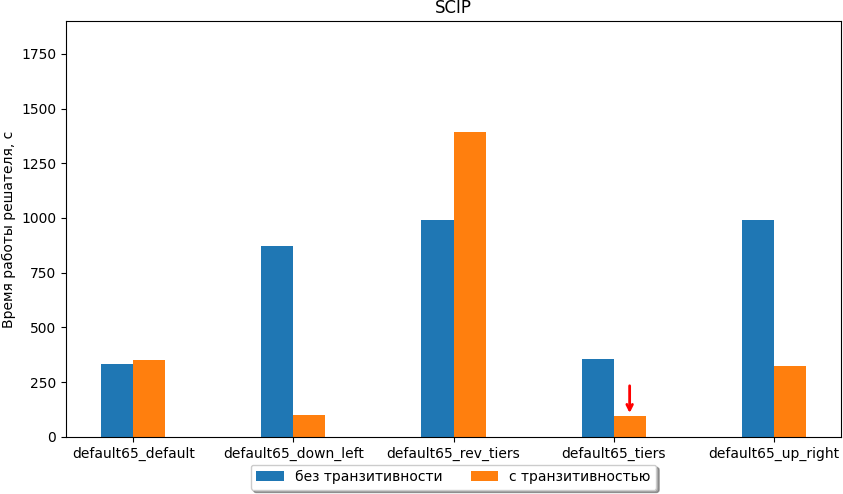 SCIP
Время работы решателя, с
1750
1500
1250
1000
750
500
250
0
default65_default default65_down_left default65_rev_tiers default65_tiers default65_up_right
без транзитивности с транзитивностью